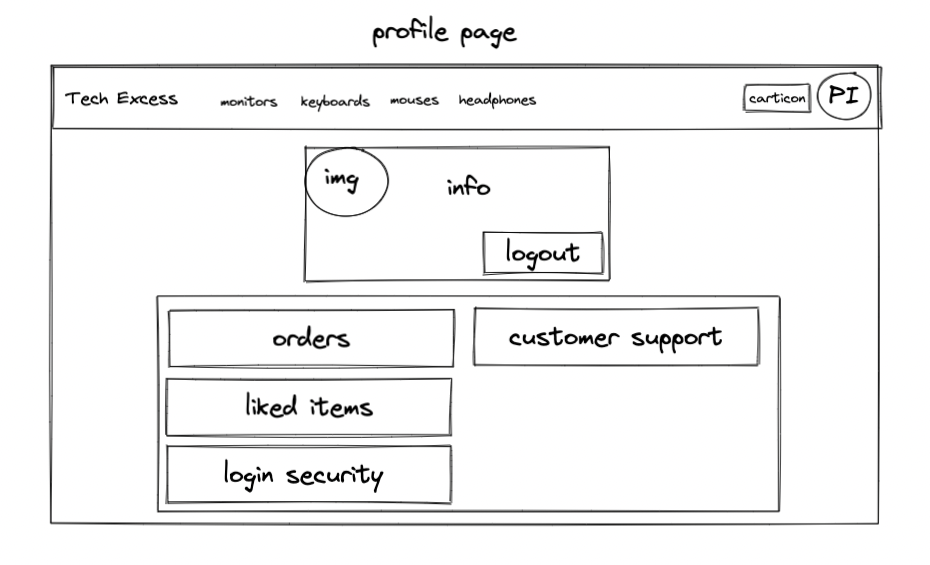 profile page
Tech Excess monitors keyboards mouses headphones carticon PI
img info
logout
orders customer support
liked items
login security